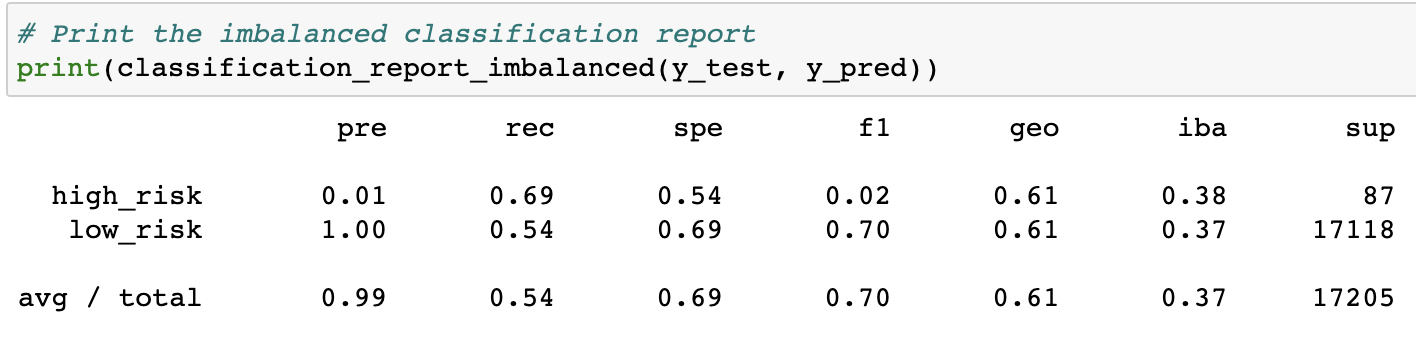 # Print the imbalanced classification report
print(classification_report_imbalanced(y_test, y_pred))
pre rec spe f1 geo iba sup
high_risk 0.01 0.69 0.54 0.02 0.61 0.38 87
low_risk 1.00 0.54 0.69 0.70 0.61 0.37 17118
avg / total 0.99 0.54 0.69 0.70 0.61 0.37 17205